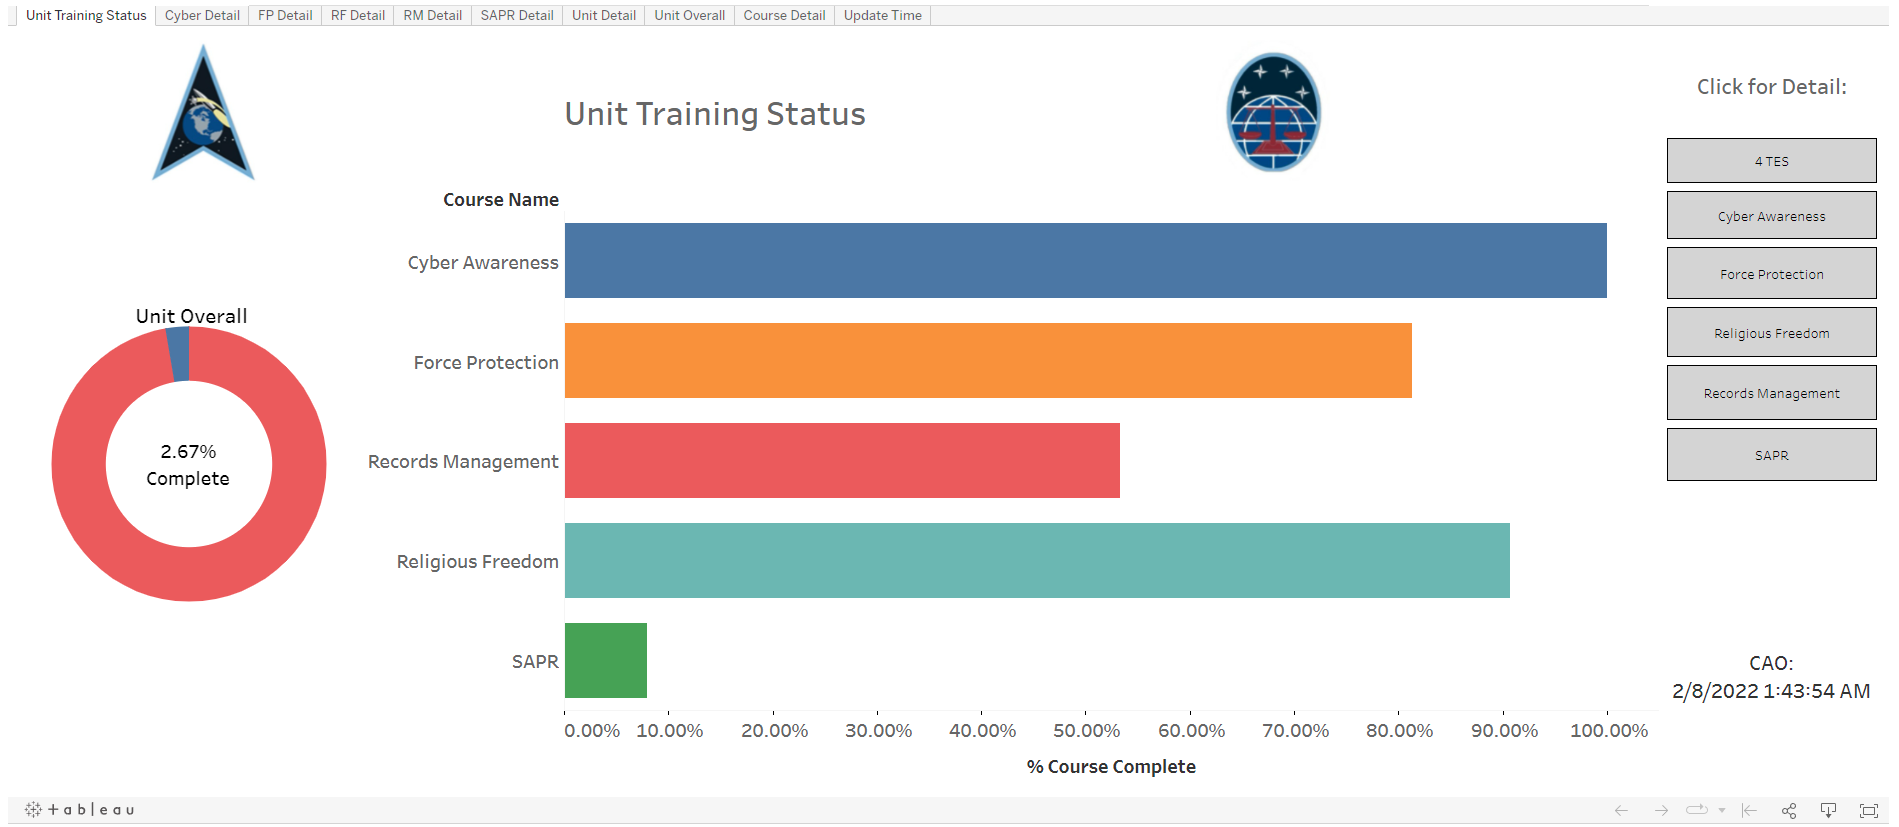 Unit Training Status
Cyber Detail
FP Detail
RF Detail
RM Detail
SAPR Detail
Unit Detail
Unit Overall
Course Detail
Update Time
Unit Training Status
Click for Detail:
4 TES
Cyber Awareness
Force Protection
Religious Freedom
Records Management
SAPR
Unit Overall
2.67%
Complete
Course Name
Cyber Awareness
Force Protection
Records Management
Religious Freedom
SAPR
0.00% 10.00% 20.00% 30.00% 40.00% 50.00% 60.00% 70.00% 80.00% 90.00% 100.00%
% Course Complete
CAO:
2/8/2022 1:43:54 AM
+ableau